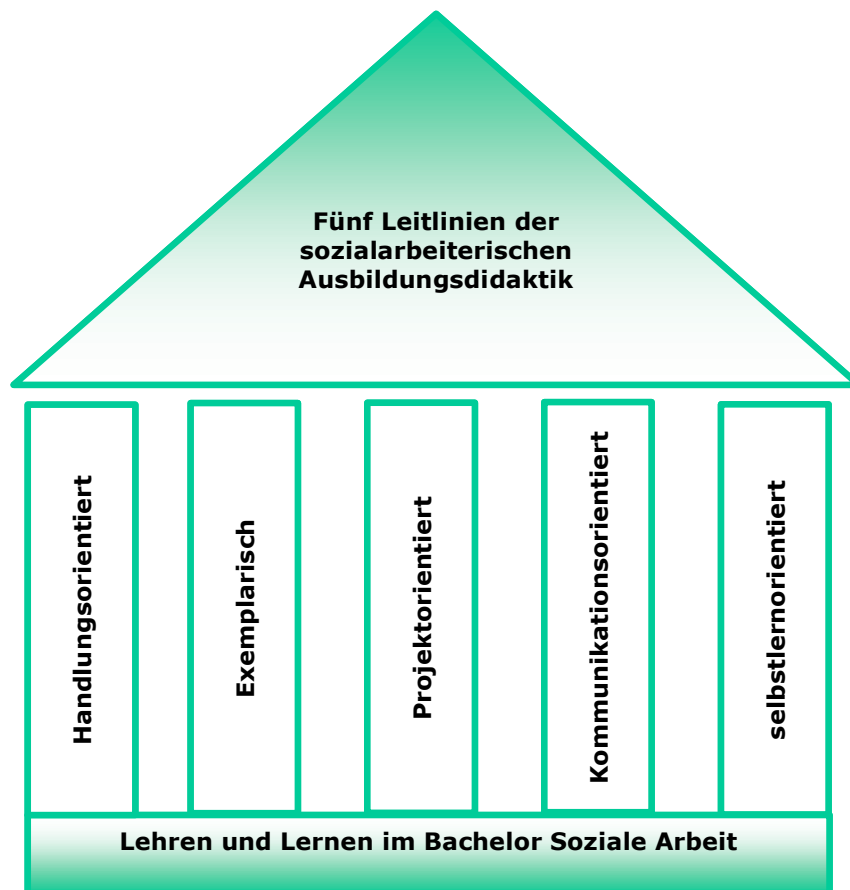 Fünf Leitlinien der
sozialarbeiterischen
Ausbildungsdidaktik
Handlungsorientiert
Exemplarisch
Projektorientiert
Kommunikationsorientiert
selbstlernorientiert
Lehren und Lernen im Bachelor Soziale Arbeit